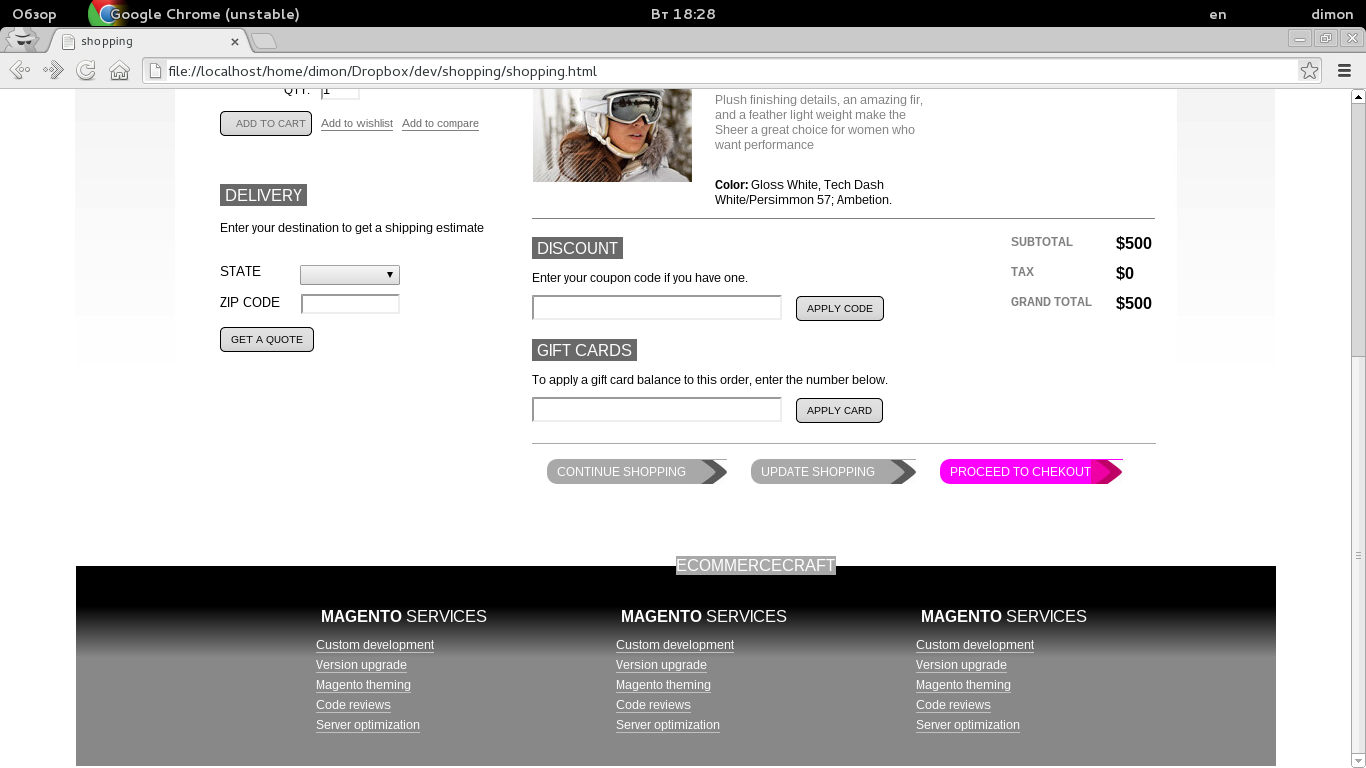 Обзор Google Chrome (unstable) Вт 18:28 en dimon
shopping
file://localhost/home/dimon/Dropbox/dev/shopping/shopping.html
QTY: 1
ADD TO CART Add to wishlist Add to compare
DELIVERY
Enter your destination to get a shipping estimate
STATE
ZIP CODE
GET A QUOTE
Plush finishing details, an amazing fir,
and a feather light weight make the
Sheer a great choice for women who
want performance
Color: Gloss White, Tech Dash
White/Persimmon 57; Ambetion.
DISCOUNT
Enter your coupon code if you have one.
APPLY CODE
SUBTOTAL $500
TAX $0
GRAND TOTAL $500
GIFT CARDS
To apply a gift card balance to this order, enter the number below.
APPLY CARD
CONTINUE SHOPPING UPDATE SHOPPING PROCEED TO CHEKOUT
ECOMMERCECRAFT
MAGENTO SERVICES MAGENTO SERVICES MAGENTO SERVICES
Custom development Custom development Custom development
Version upgrade Version upgrade Version upgrade
Magento theming Magento theming Magento theming
Code reviews Code reviews Code reviews
Server optimization Server optimization Server optimization